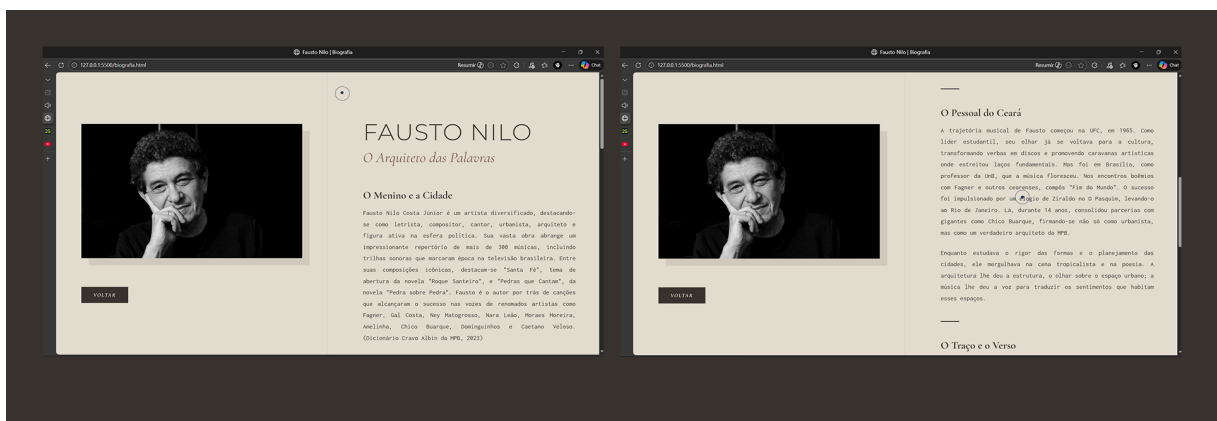 Fausto Nilo | Biografia
127.0.0.1:5500/biografia.html
Resumir
Chat
FAUSTO NILO
O Arquiteto das Palavras
O Menino e a Cidade
Fausto Nilo Costa Júnior é um artista diversificado, destacando-
se como letrista, compositor, cantor, urbanista, arquiteto e
figura ativa na esfera política. Sua vasta obra abrange um
impressionante repertório de mais de 300 músicas, incluindo
trilhas sonoras que marcaram época na televisão brasileira. Entre
suas composições icônicas, destacam-se "Santa Fé", tema de
abertura da novela "Roque Santeiro", e "Pedras que Cantam", da
novela "Pedra sobre Pedra". Fausto é o autor por trás de canções
que alcançaram o sucesso nas vozes de renomados artistas como
Fagner, Gal Costa, Ney Matogrosso, Nara Leão, Moraes Moreira,
Amelinha, Chico Buarque, Dominguinhos e Caetano Veloso.
(Dicionário Cravo Albin da MPB, 2023)
VOLTAR
Fausto Nilo | Biografia
127.0.0.1:5500/biografia.html
Resumir
Chat
O Pessoal do Ceará
A trajetória musical de Fausto começou na UFC, em 1965. Como
líder estudantil, seu olhar já se voltava para a cultura,
transformando verbas em discos e promovendo caravanas artísticas
onde estreitou laços fundamentais. Mas foi em Brasília, como
professor da UnB, que a música floresceu. Nos encontros boêmios
com Fagner e outros cearenses, compôs "Fim do Mundo". O sucesso
foi impulsionado por um elogio de Ziraldo no O Pasquim, levando-o
ao Rio de Janeiro. Lá, durante 14 anos, consolidou parcerias com
gigantes como Chico Buarque, firmando-se não só como urbanista,
mas como um verdadeiro arquiteto da MPB.
Enquanto estudava o rigor das formas e o planejamento das
cidades, ele mergulhava na cena tropicalista e na poesia. A
arquitetura lhe deu a estrutura, o olhar sobre o espaço urbano; a
música lhe deu a voz para traduzir os sentimentos que habitam
esses espaços.
VOLTAR
O Traço e o Verso